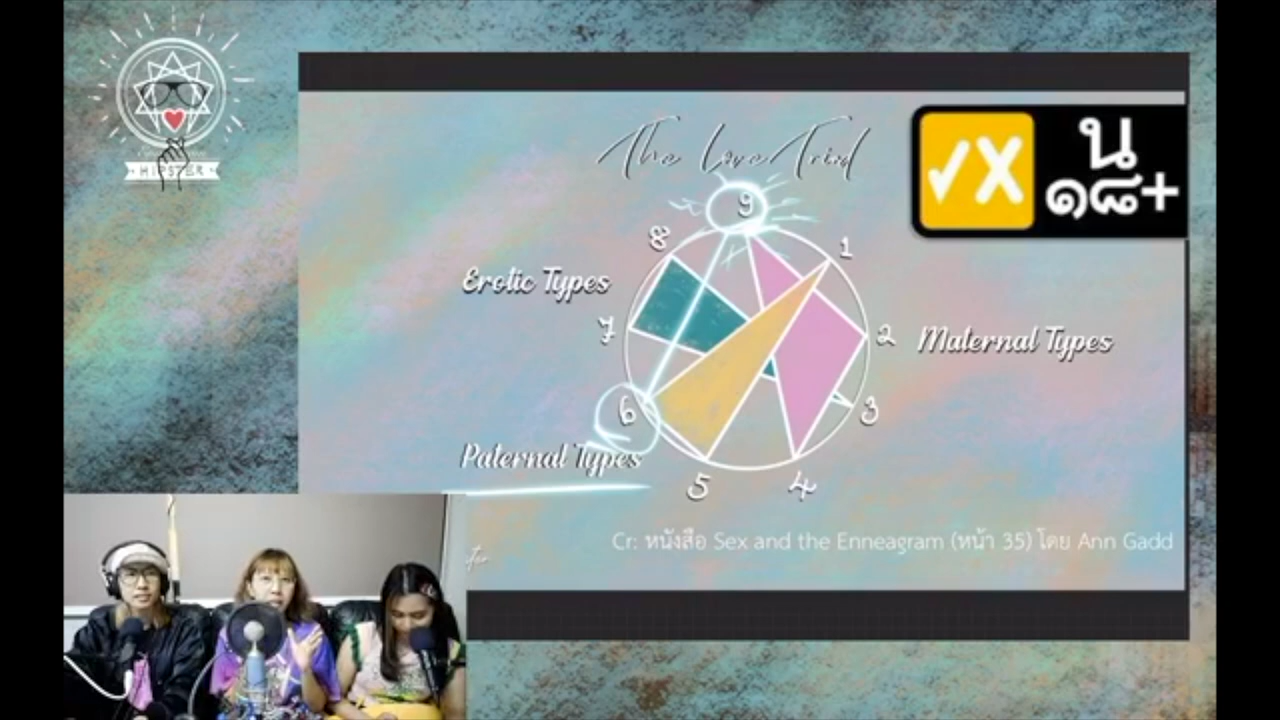 HIPSTER
The Love Triad
น
๑๘+
9
8
1
Erotic Types
7
2
Maternal Types
6
3
Paternal Types
5
4
Cr: หนังสือ Sex and the Enneagram (หน้า 35) โดย Ann Gadd